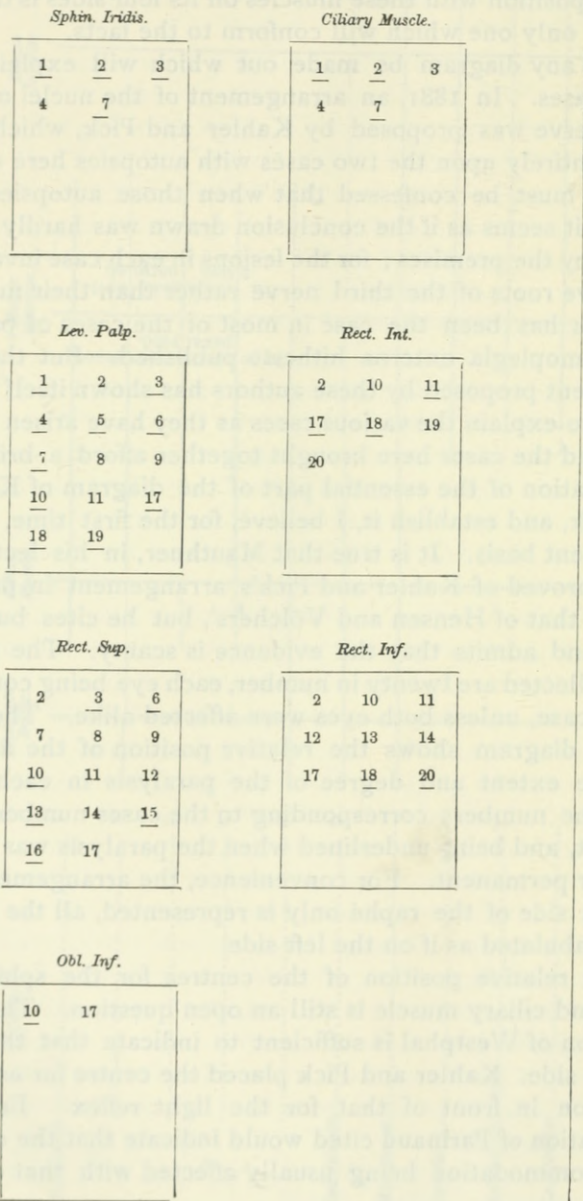 Sphin. Iridis.
1 2 3
4 7
Ciliary Muscle.
1 2 3
4 7
Lev. Palp.
1 2 3
4 5 6
7 8 9
10 11 17
18 19
Rect. Int.
2 10 11
17 18 19
20
Rect. Sup.
2 3 6
7 8 9
10 11 12
13 14 15
16 17
Rect. Inf.
2 10 11
12 13 14
17 18 20
Obl. Inf.
10 17